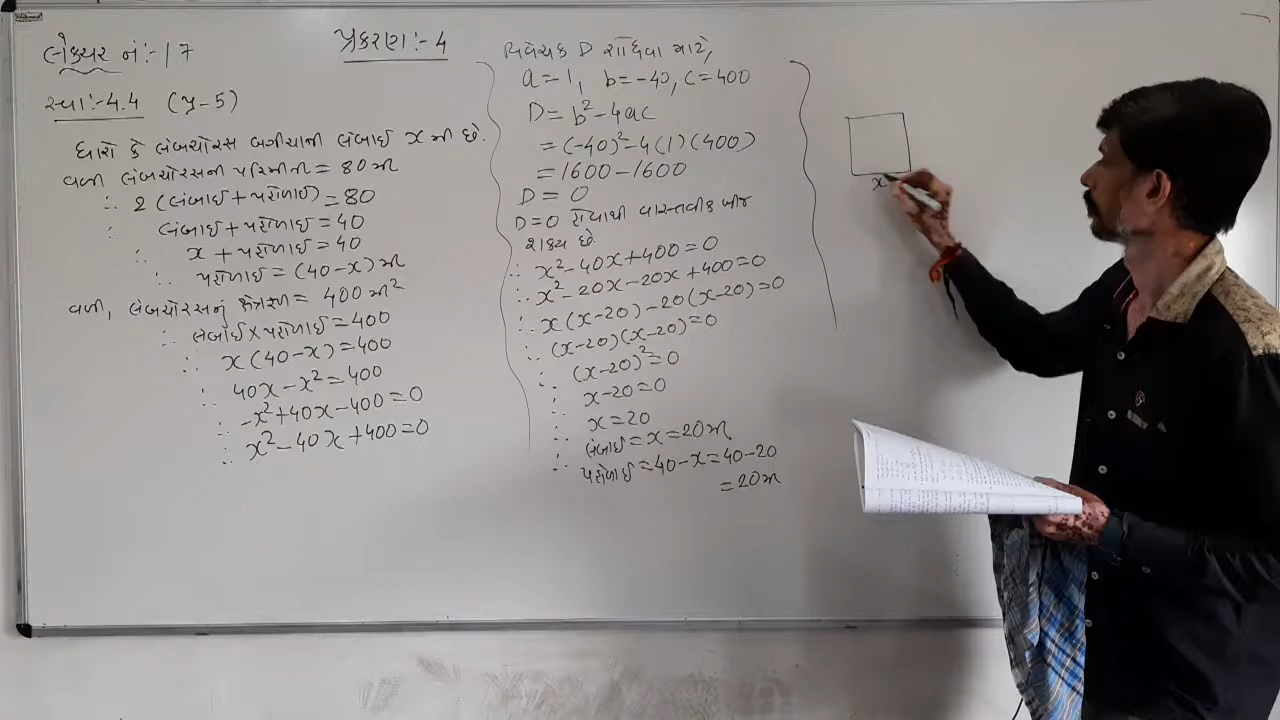 લેક્ચર નં:-17
પ્રકરણ:-4
સ્વા:-4.4 (પ્ર-5)
ધારો કે લંબચોરસ બગીચાની લંબાઈ x મી છે.
વળી લંબચોરસની પરિમીતી = 80 મી
∴ 2 (લંબાઈ + પહોળાઈ) = 80
∴ લંબાઈ + પહોળાઈ = 40
∴ x + પહોળાઈ = 40
∴ પહોળાઈ = (40-x) મી
વળી, લંબચોરસનું ક્ષેત્રફળ = 400 મી²
∴ લંબાઈ × પહોળાઈ = 400
∴ x (40-x) = 400
∴ 40x - x² = 400
∴ -x² + 40x - 400 = 0
∴ x² - 40x + 400 = 0
વિવેચક D શોધવા માટે,
a = 1, b = -40, c = 400
D = b² - 4ac
= (-40)² - 4(1)(400)
= 1600 - 1600
D = 0
D = 0 હોવાથી વાસ્તવીક બીજ
શક્ય છે.
∴ x² - 40x + 400 = 0
∴ x² - 20x - 20x + 400 = 0
∴ x(x-20) - 20(x-20) = 0
∴ (x-20)(x-20) = 0
∴ (x-20)² = 0
∴ x-20 = 0
∴ x = 20
∴ લંબાઈ = x = 20 મી
∴ પહોળાઈ = 40-x = 40-20
= 20 મી
x